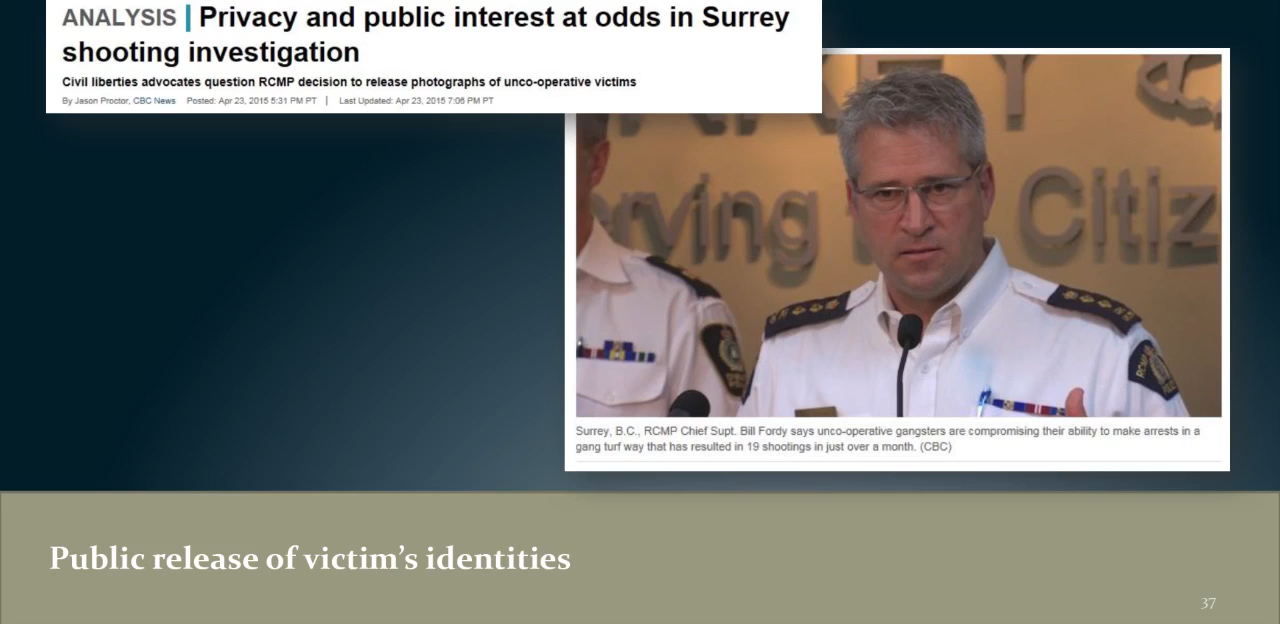 ANALYSIS | Privacy and public interest at odds in Surrey
shooting investigation
Civil liberties advocates question RCMP decision to release photographs of unco-operative victims
By Jason Proctor, CBC News Posted: Apr 23, 2015 5:31 PM PT | Last Updated: Apr 23, 2015 7:06 PM PT
erving
Citiz
RCMP
Surrey, B.C., RCMP Chief Supt. Bill Fordy says unco-operative gangsters are compromising their ability to make arrests in a
gang turf way that has resulted in 19 shootings in just over a month. (CBC)
Public release of victim’s identities
37